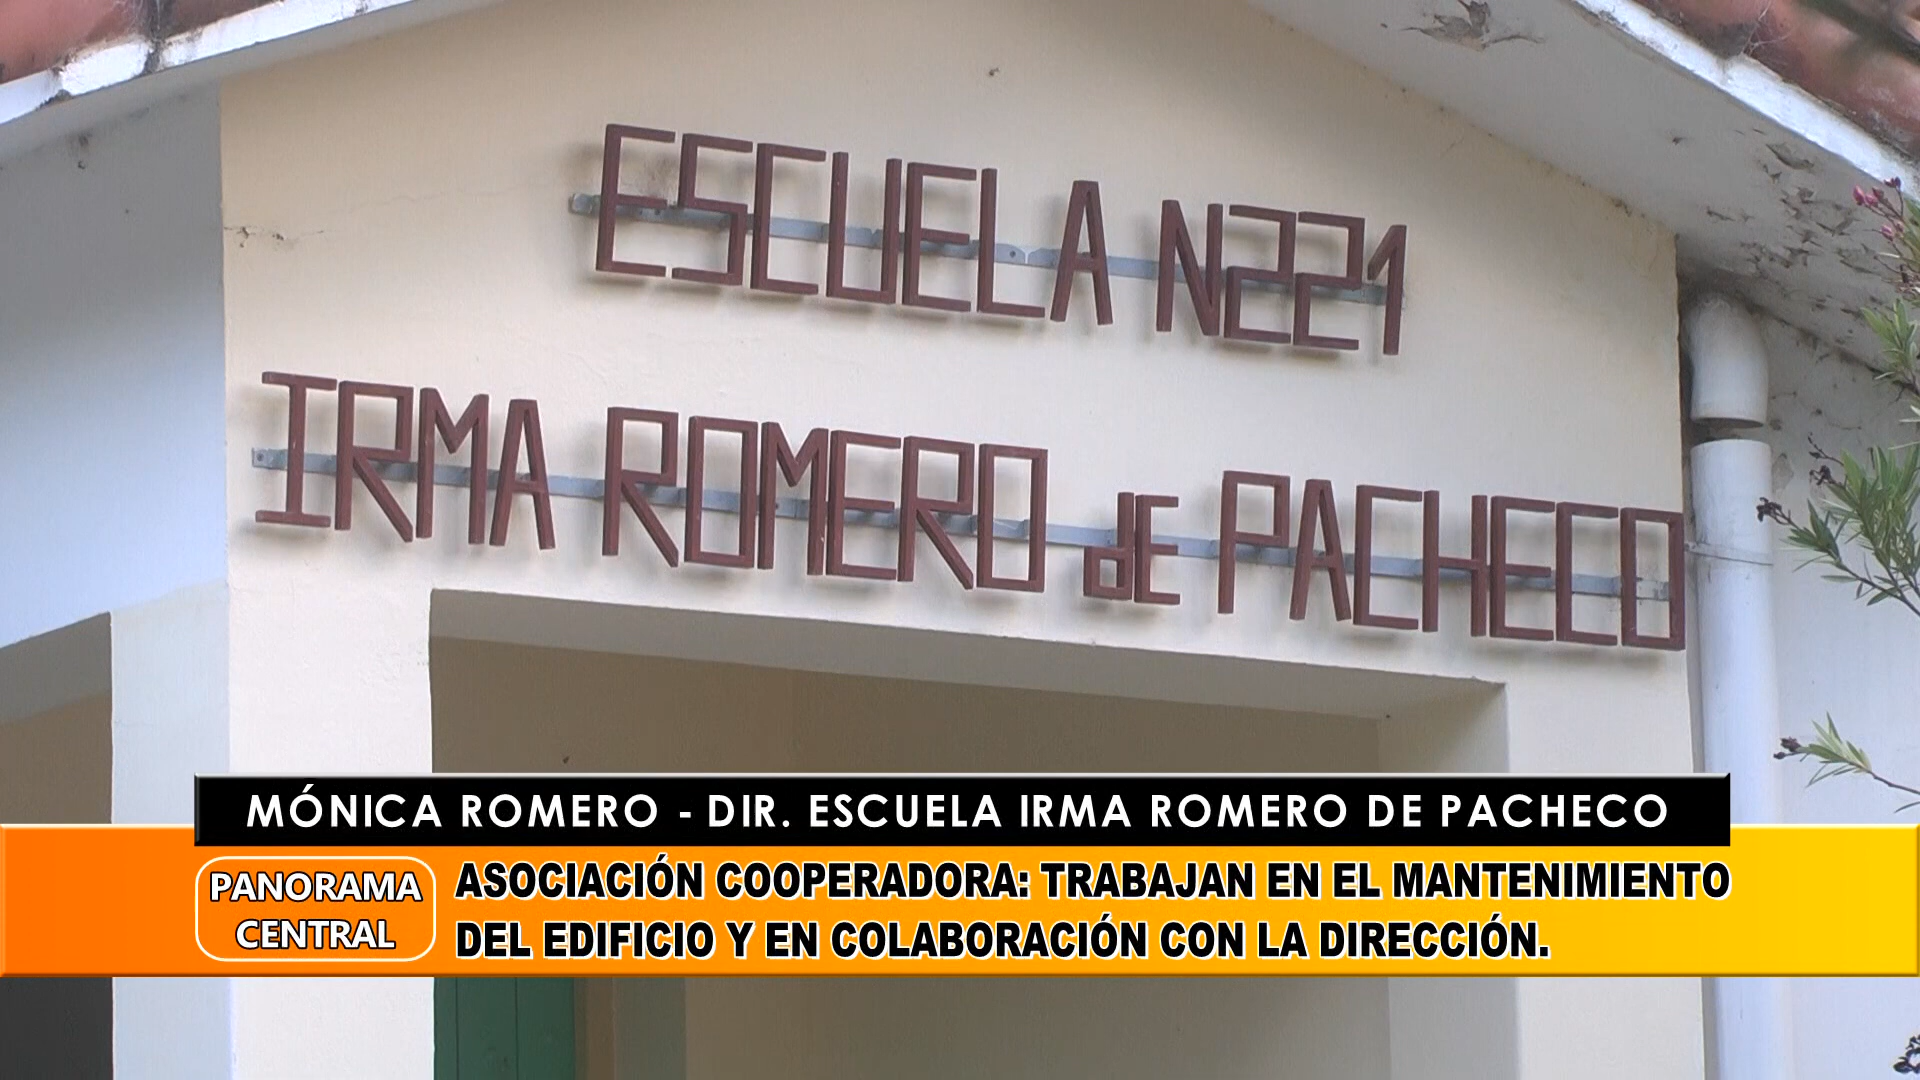 ESCUELA N221
IRMA ROMERO dE PACHECO
MÓNICA ROMERO - DIR. ESCUELA IRMA ROMERO DE PACHECO
PANORAMA
CENTRAL
ASOCIACIÓN COOPERADORA: TRABAJAN EN EL MANTENIMIENTO
DEL EDIFICIO Y EN COLABORACIÓN CON LA DIRECCIÓN.